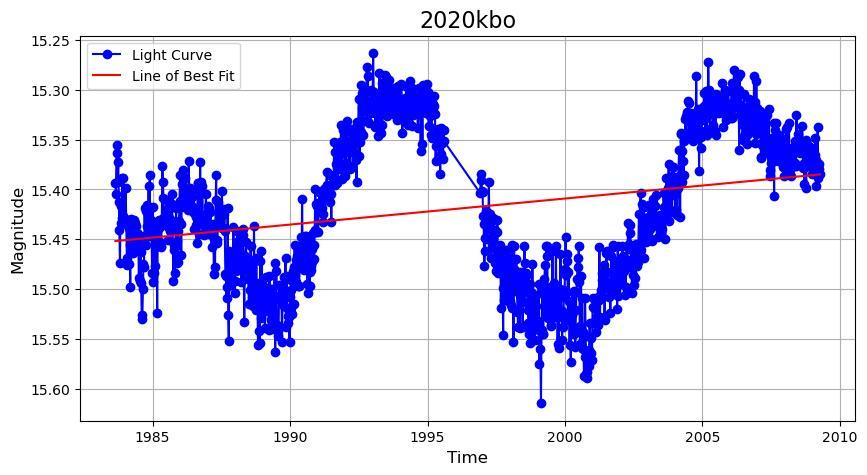 2020kbo
Light Curve
Line of Best Fit
Magnitude
15.25
15.30
15.35
15.40
15.45
15.50
15.55
15.60
1985
1990
1995
2000
2005
2010
Time